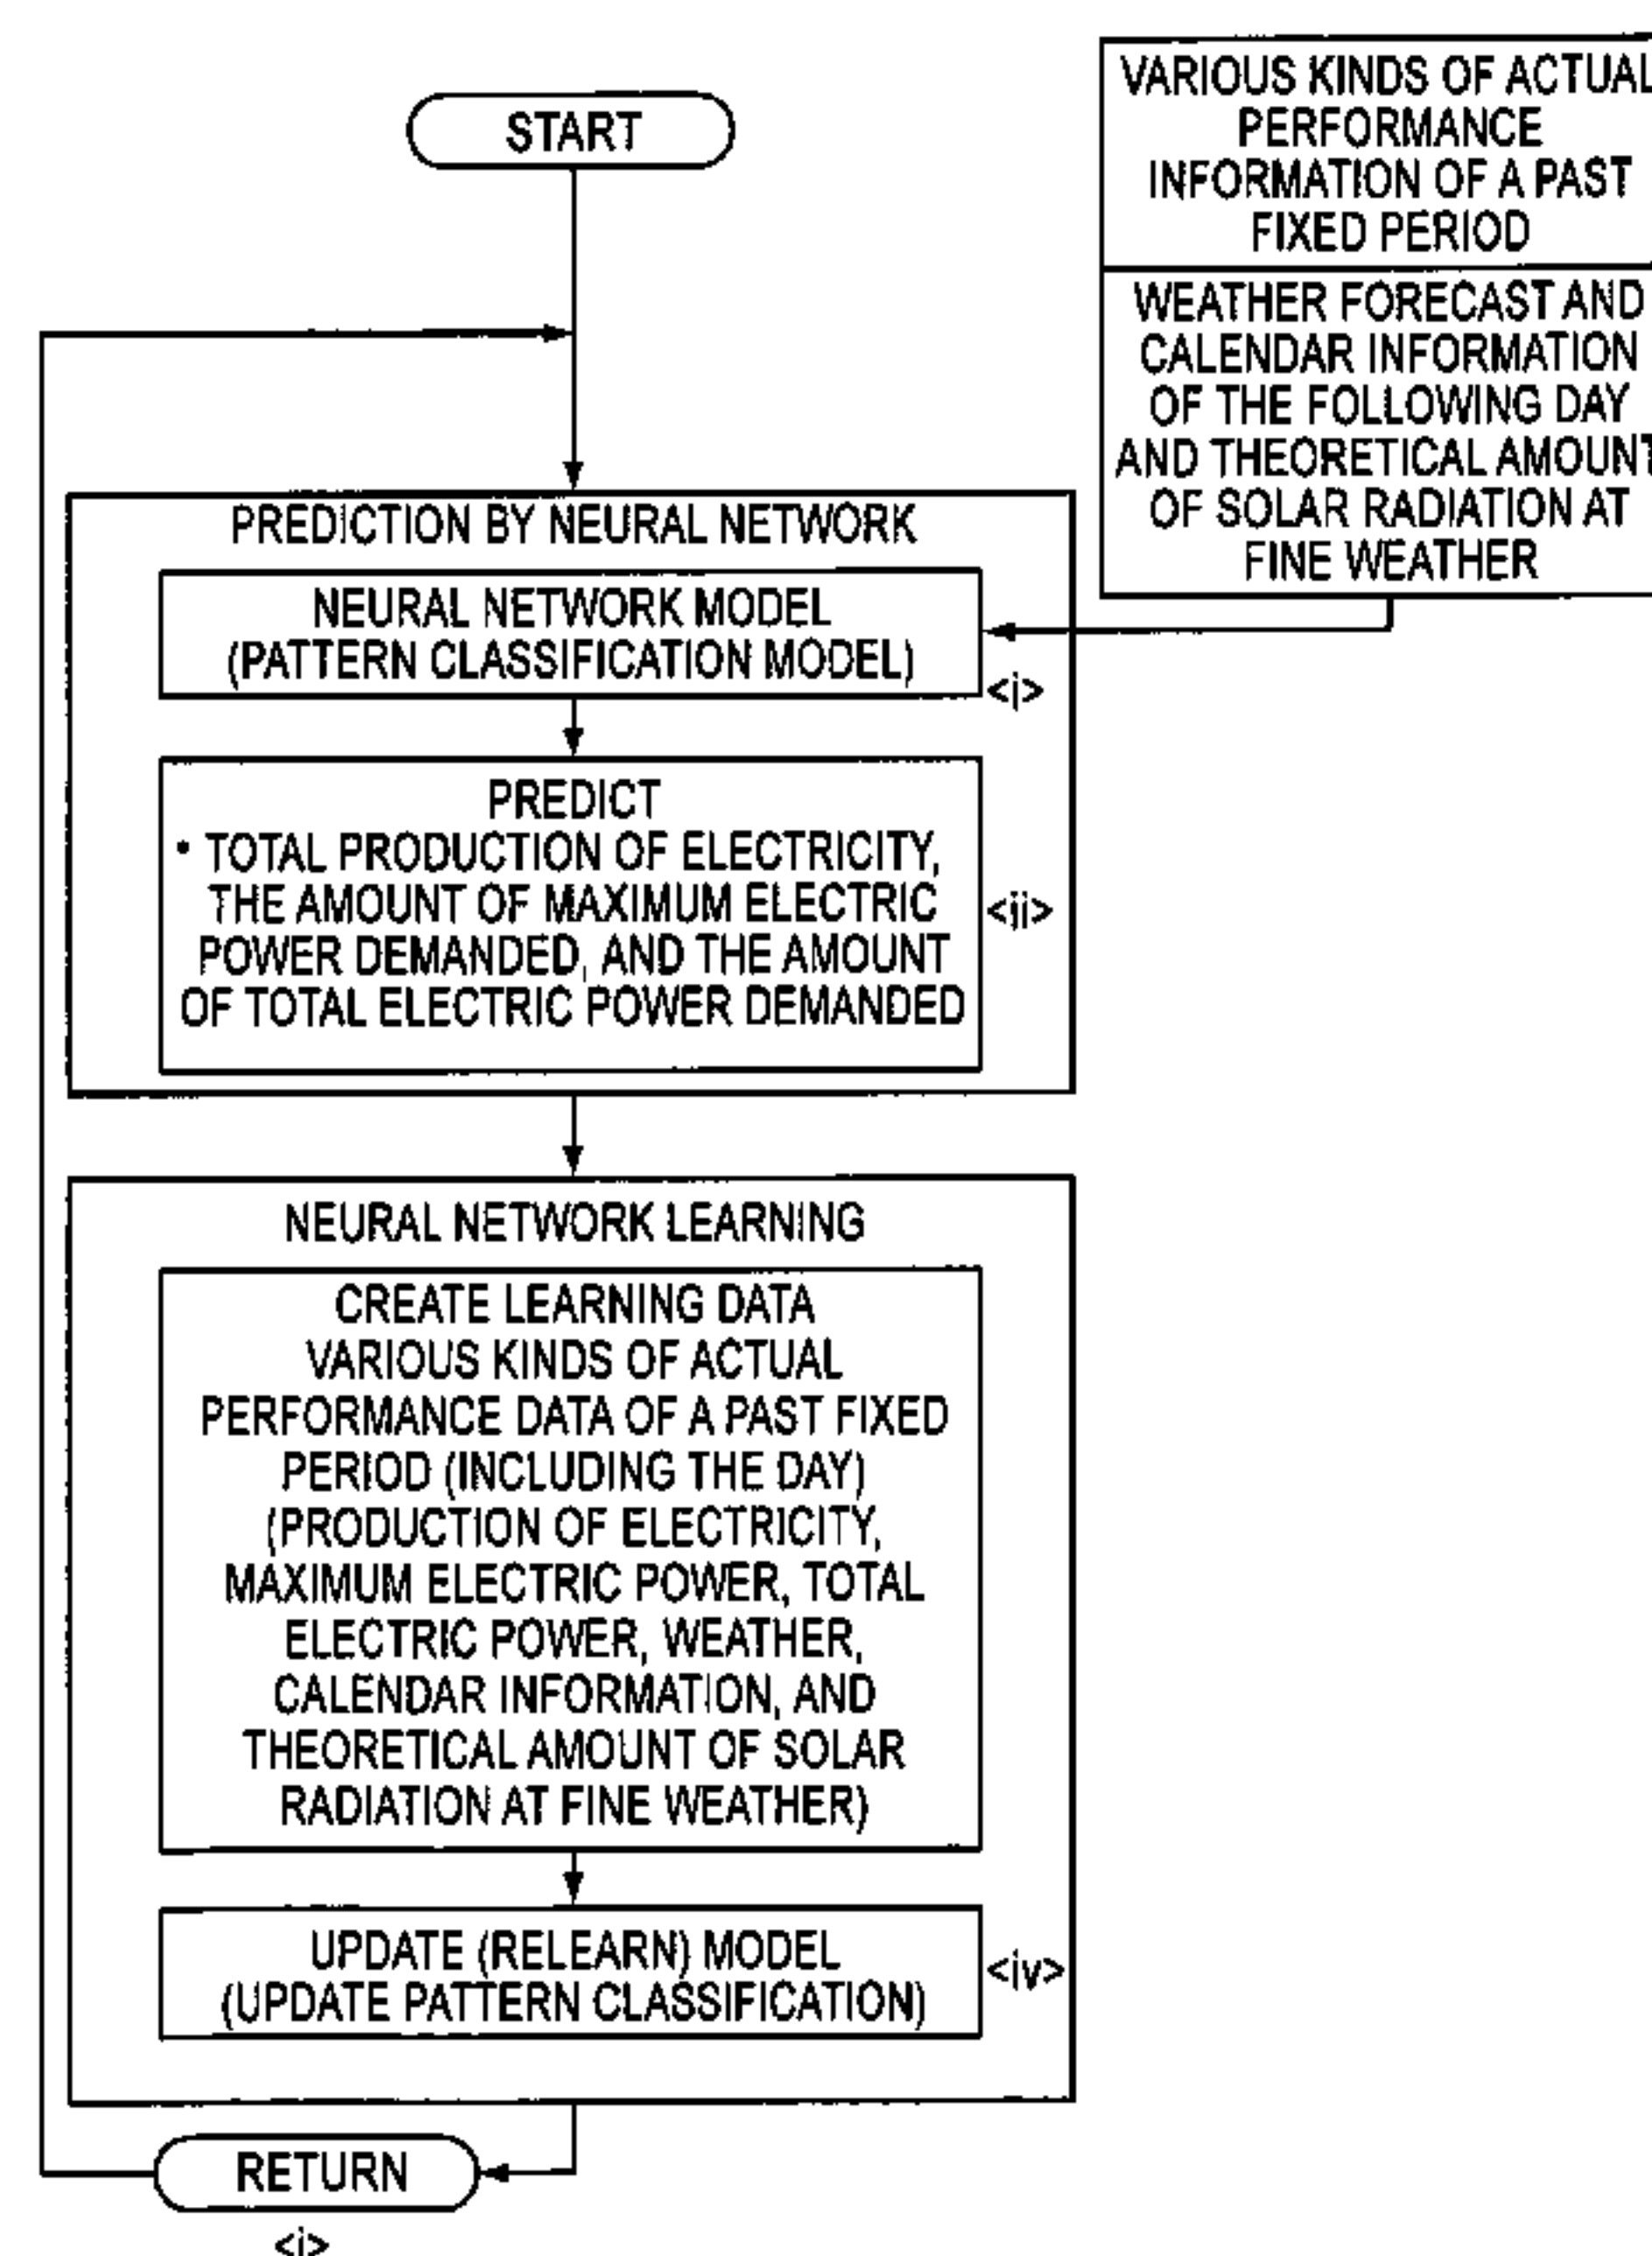 START
VARIOUS KINDS OF ACTUAL
PERFORMANCE
INFORMATION OF A PAST
FIXED PERIOD
WEATHER FORECAST AND
CALENDAR INFORMATION
OF THE FOLLOWING DAY
AND THEORETICAL AMOUNT
OF SOLAR RADIATION AT
FINE WEATHER
PREDICTION BY NEURAL NETWORK
NEURAL NETWORK MODEL
(PATTERN CLASSIFICATION MODEL)
<i>
PREDICT
• TOTAL PRODUCTION OF ELECTRICITY,
THE AMOUNT OF MAXIMUM ELECTRIC
POWER DEMANDED, AND THE AMOUNT
OF TOTAL ELECTRIC POWER DEMANDED
<ii>
NEURAL NETWORK LEARNING
CREATE LEARNING DATA
VARIOUS KINDS OF ACTUAL
PERFORMANCE DATA OF A PAST FIXED
PERIOD (INCLUDING THE DAY)
(PRODUCTION OF ELECTRICITY,
MAXIMUM ELECTRIC POWER, TOTAL
ELECTRIC POWER, WEATHER,
CALENDAR INFORMATION, AND
THEORETICAL AMOUNT OF SOLAR
RADIATION AT FINE WEATHER)
UPDATE (RELEARN) MODEL
(UPDATE PATTERN CLASSIFICATION)
<iv>
RETURN
<i>